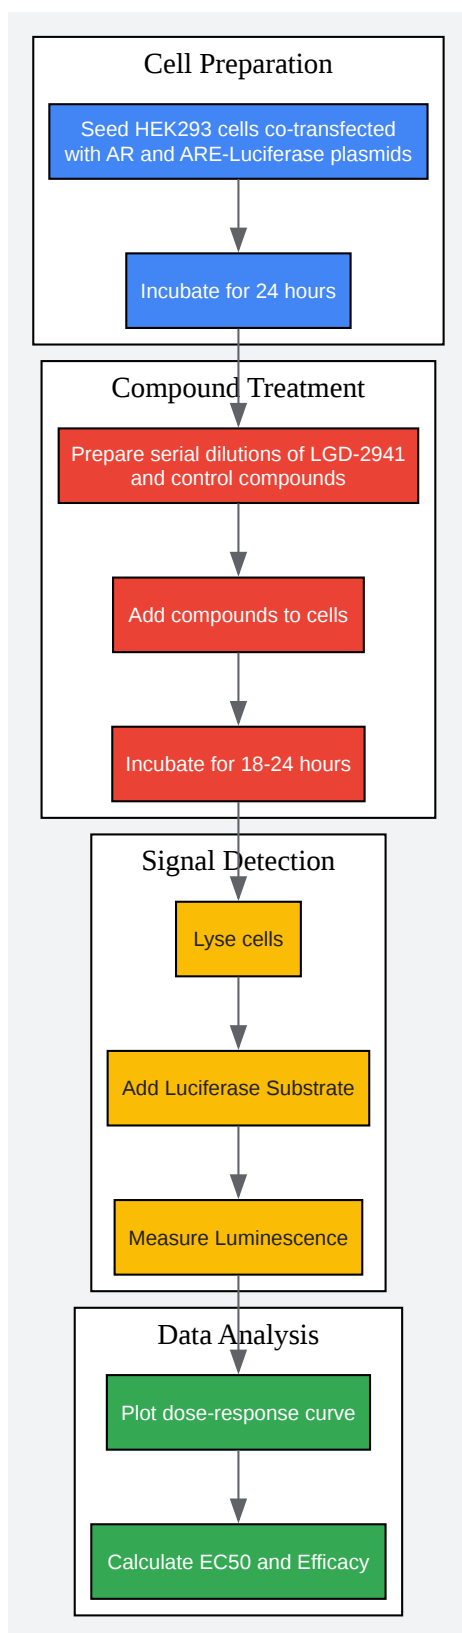 Cell Preparation
Seed HEK293 cells co-transfected
with AR and ARE-Luciferase plasmids
Incubate for 24 hours
Compound Treatment
Prepare serial dilutions of LGD-2941
and control compounds
Add compounds to cells
Incubate for 18-24 hours
Signal Detection
Lyse cells
Add Luciferase Substrate
Measure Luminescence
Data Analysis
Plot dose-response curve
Calculate EC50 and Efficacy